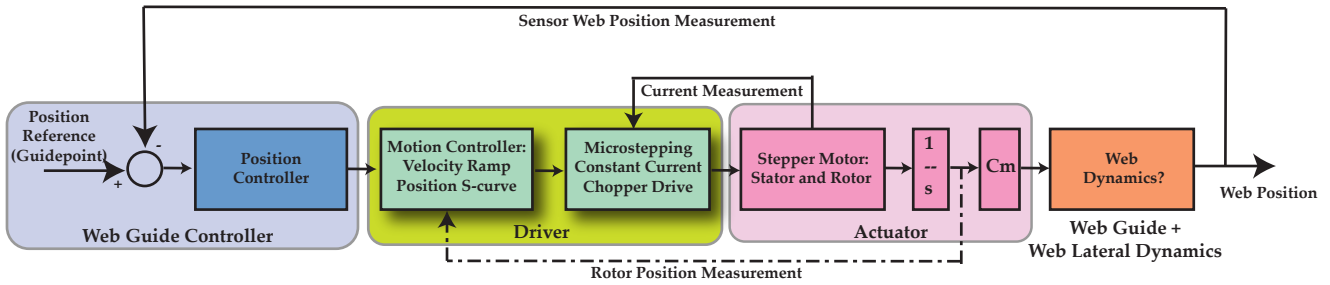 Sensor Web Position Measurement
Current Measurement
Position
Reference
(Guidepoint)
-
+
Position
Controller
Web Guide Controller
Motion Controller:
Velocity Ramp
Position S-curve
Microstepping
Constant Current
Chopper Drive
Driver
Stepper Motor:
Stator and Rotor
1
--
s
Cm
Actuator
Web
Dynamics?
Web Guide +
Web Lateral Dynamics
Web Position
Rotor Position Measurement